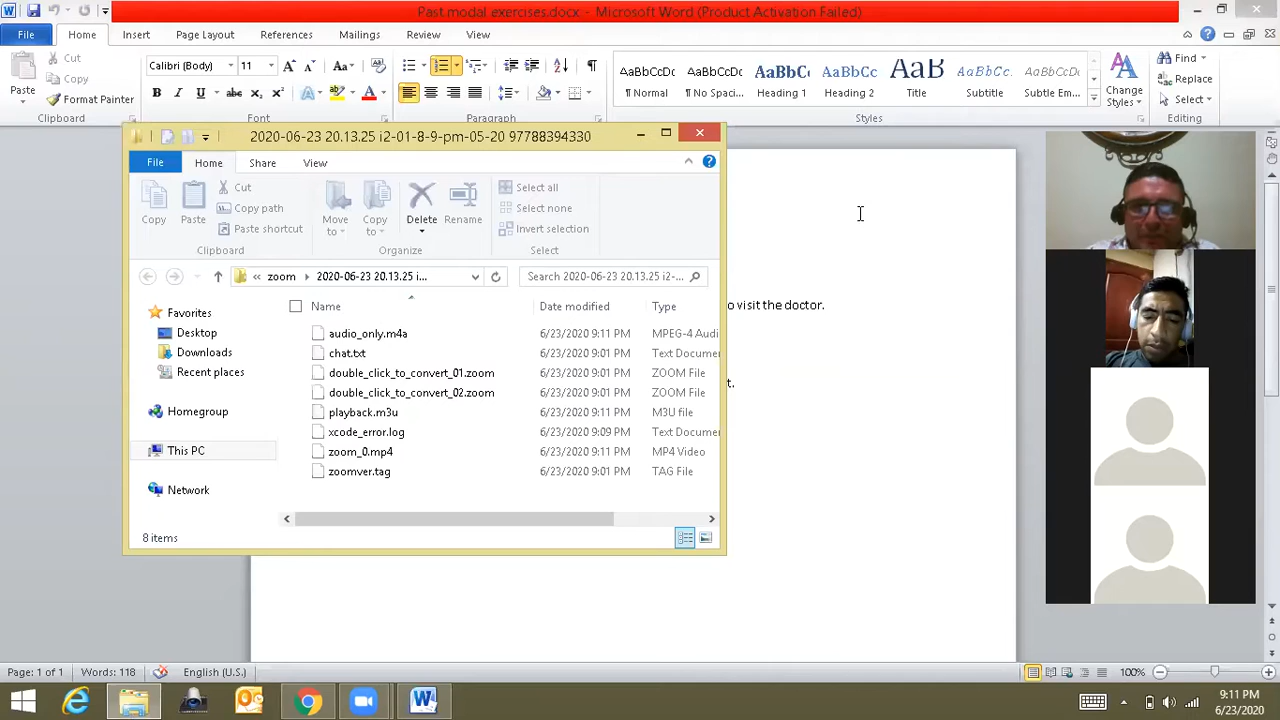 Past modal exercises.docx - Microsoft Word (Product Activation Failed)
File Home Insert Page Layout References Mailings Review View
Paste
Cut
Copy
Format Painter
Clipboard
Calibri (Body) 11
Font
Paragraph
AaBbCcDc ¶ Normal
AaBbCcDc ¶ No Spaci...
AaBbCc Heading 1
AaBbCc Heading 2
AaB Title
AaBbCc. Subtitle
AaBbCcDc Subtle Em...
Change Styles
Styles
Find
Replace
Select
Editing
2020-06-23 20.13.25 i2-01-8-9-pm-05-20 97788394330
File Home Share View
Copy
Paste
Cut
Copy path
Paste shortcut
Clipboard
Move to
Copy to
Delete
Rename
Organize
Select all
Select none
Invert selection
Select
« zoom 2020-06-23 20.13.25 i...
Search 2020-06-23 20.13.25 i2-...
Favorites
Desktop
Downloads
Recent places
Homegroup
This PC
Network
Name Date modified Type
audio_only.m4a 6/23/2020 9:11 PM MPEG-4 Audi
chat.txt 6/23/2020 9:01 PM Text Documen
double_click_to_convert_01.zoom 6/23/2020 9:01 PM ZOOM File
double_click_to_convert_02.zoom 6/23/2020 9:01 PM ZOOM File
playback.m3u 6/23/2020 9:11 PM M3U file
xcode_error.log 6/23/2020 9:09 PM Text Documen
zoom_0.mp4 6/23/2020 9:11 PM MP4 Video
zoomver.tag 6/23/2020 9:01 PM TAG File
8 items
o visit the doctor.
t.
Page: 1 of 1 Words: 118 English (U.S.) 100%
9:11 PM
6/23/2020